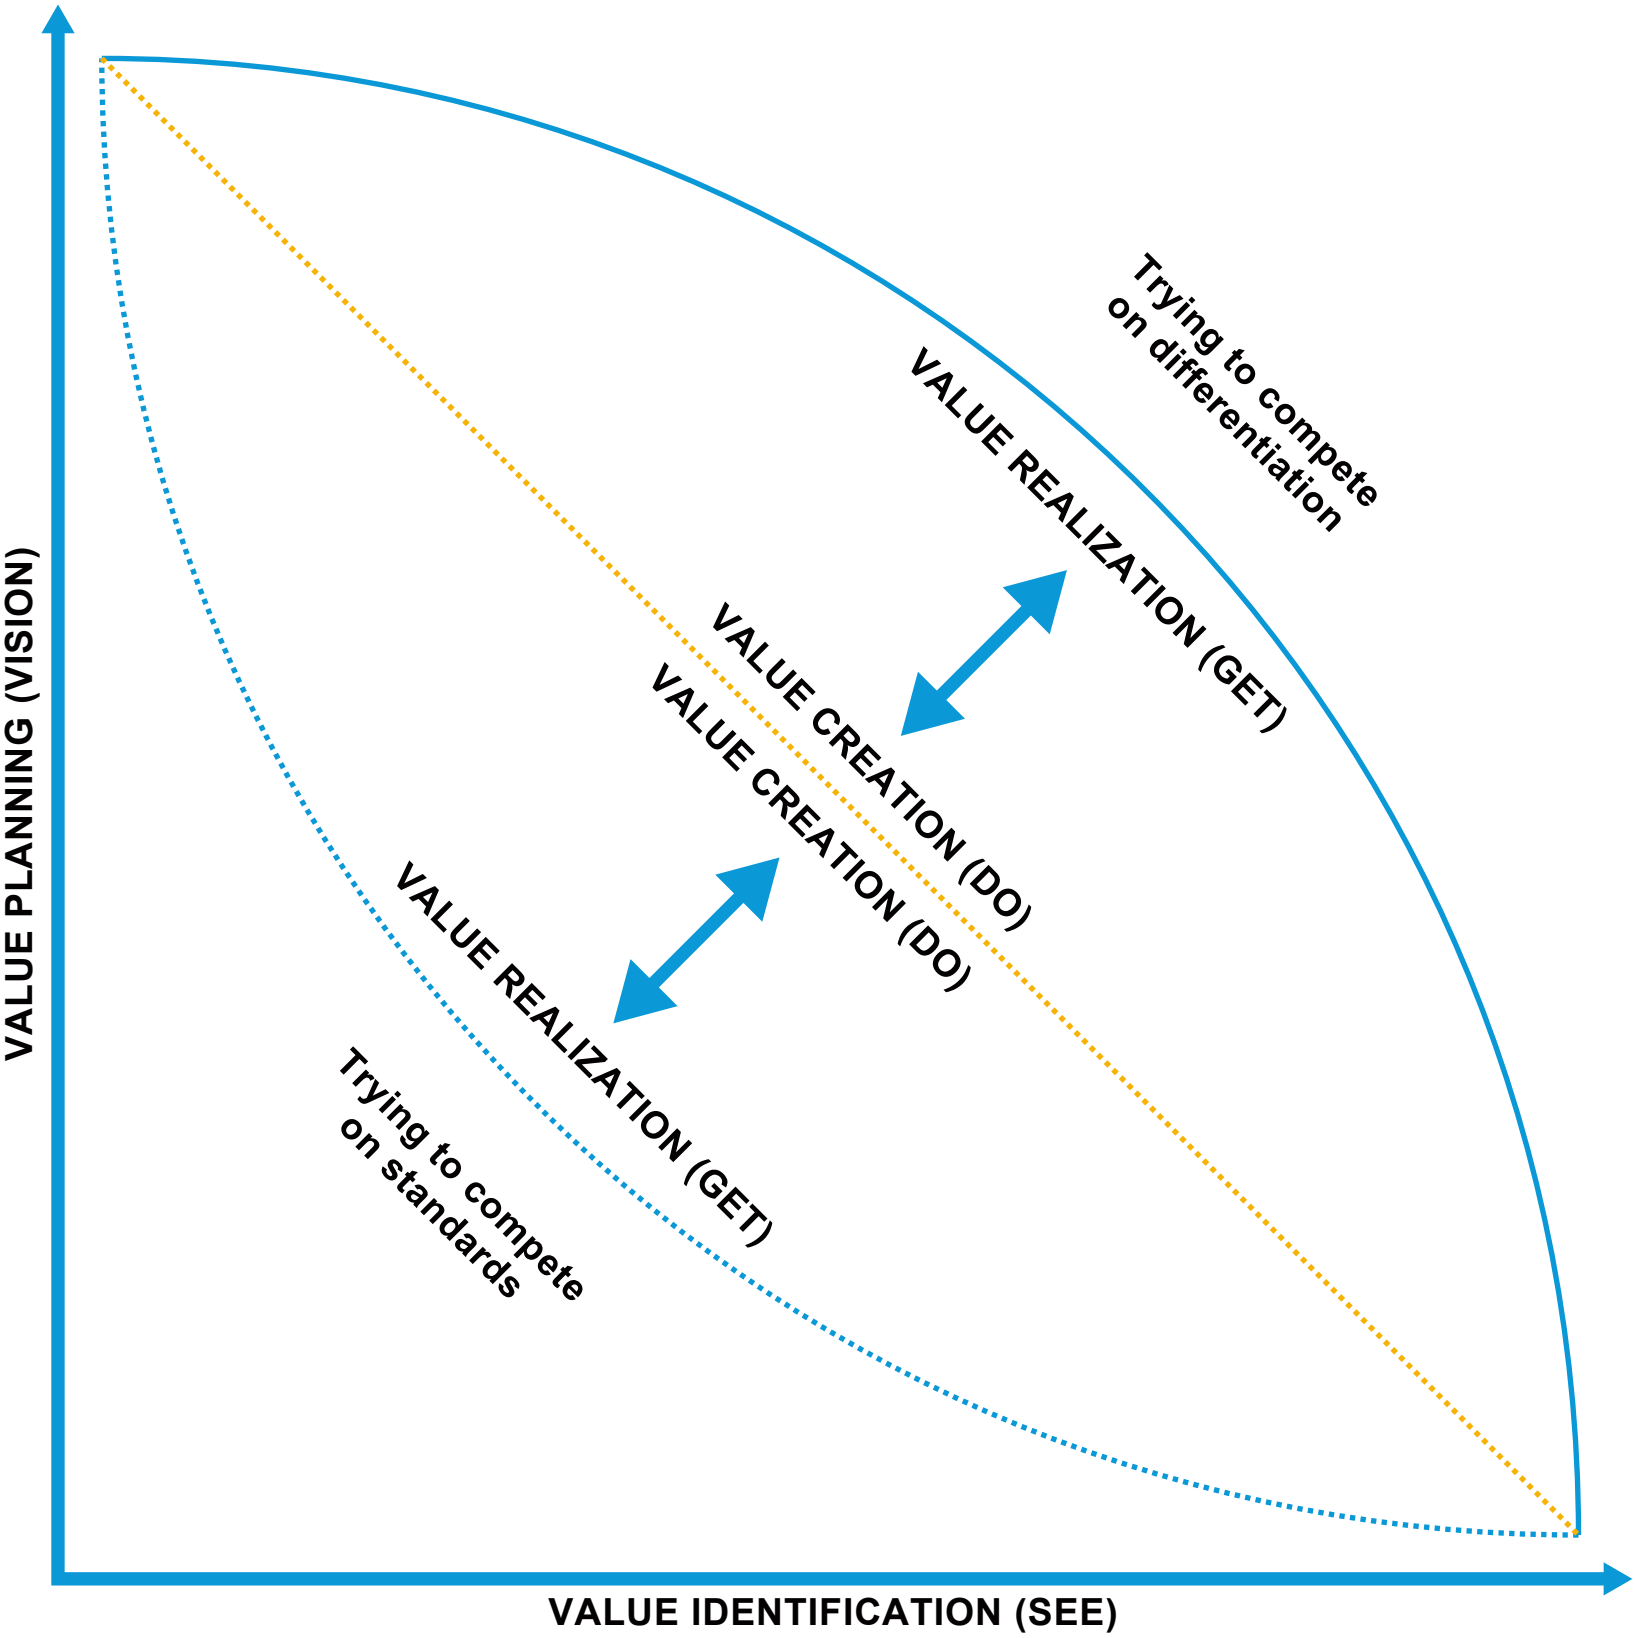 Trying to compete
on differentiation
VALUE REALIZATION (GET)
VALUE CREATION (DO)
VALUE CREATION (DO)
VALUE REALIZATION (GET)
Trying to compete
on standards
VALUE PLANNING (VISION)
VALUE IDENTIFICATION (SEE)